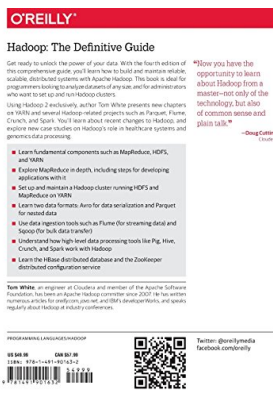 O'REILLY®
Hadoop: The Definitive Guide
Get ready to unlock the power of your data. With the fourth edition of
this comprehensive guide, you'll learn how to build and maintain reliable,
scalable, distributed systems with Apache Hadoop. This book is ideal for
programmers looking to analyze datasets of any size, and for administrators
who want to set up and run Hadoop clusters.
Using Hadoop 2 exclusively, author Tom White presents new chapters
on YARN and several Hadoop-related projects such as Parquet, Flume,
Crunch, and Spark. You'll learn about recent changes to Hadoop, and
explore new case studies on Hadoop's role in healthcare systems and
genomics data processing.
■ Learn fundamental components such as MapReduce, HDFS,
and YARN
■ Explore MapReduce in depth, including steps for developing
applications with it
■ Set up and maintain a Hadoop cluster running HDFS and
MapReduce on YARN
■ Learn two data formats: Avro for data serialization and Parquet
for nested data
■ Use data ingestion tools such as Flume (for streaming data) and
Sqoop (for bulk data transfer)
■ Understand how high-level data processing tools like Pig, Hive,
Crunch, and Spark work with Hadoop
■ Learn the HBase distributed database and the ZooKeeper
distributed configuration service
Tom White, an engineer at Cloudera and member of the Apache Software
Foundation, has been an Apache Hadoop committer since 2007. He has written
numerous articles for oreilly.com, java.net, and IBM's developerWorks, and speaks
regularly about Hadoop at industry conferences.
"Now you have the
opportunity to learn
about Hadoop from a
master–not only of the
technology, but also
of common sense and
plain talk."
—Doug Cuttin
Cloude
PROGRAMMING LANGUAGES/HADOOP
US $49.99
CAN $57.99
ISBN: 978-1-491-90163-2
54999
9 781491 901632
Twitter: @oreillymedia
facebook.com/oreilly